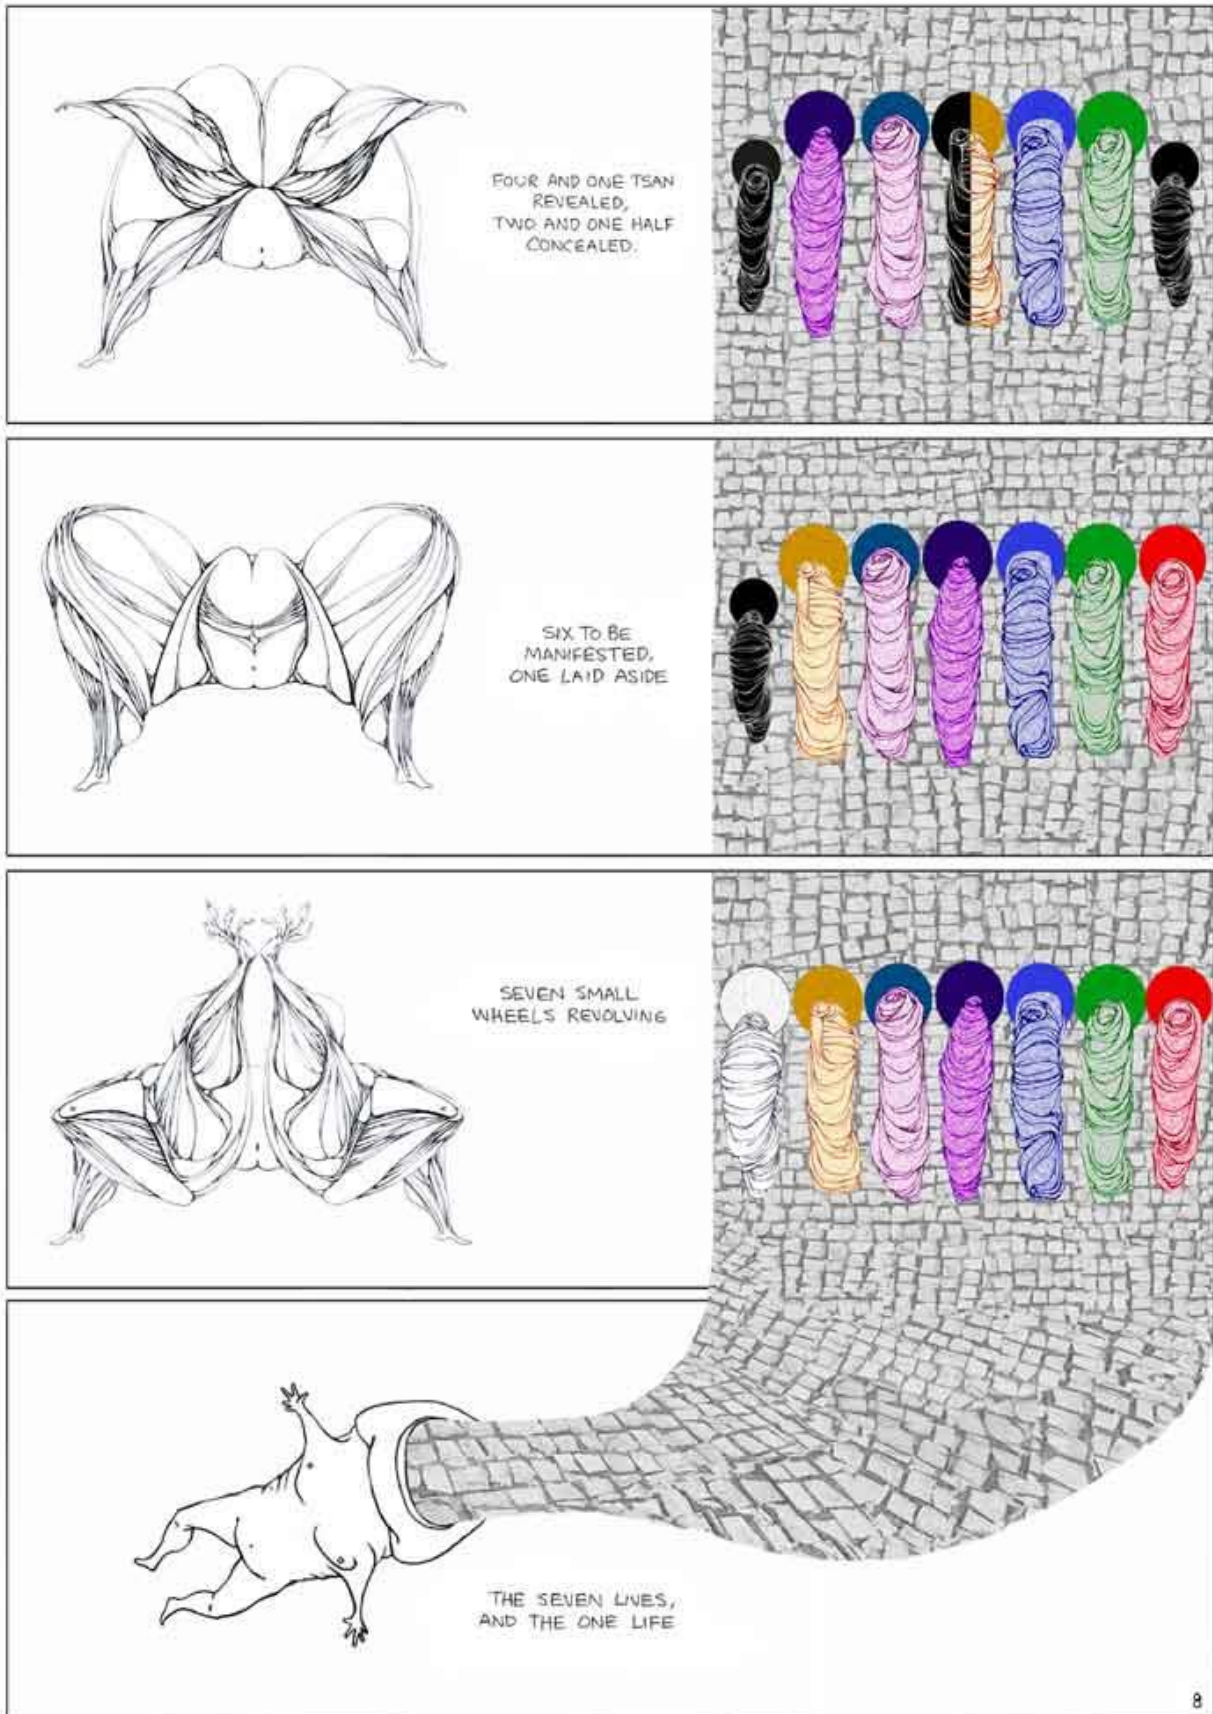 FOUR AND ONE TSAN
REVEALED,
TWO AND ONE HALF
CONCEALED.
SIX TO BE
MANIFESTED,
ONE LAID ASIDE
SEVEN SMALL
WHEELS REVOLVING
THE SEVEN LIVES,
AND THE ONE LIFE
8